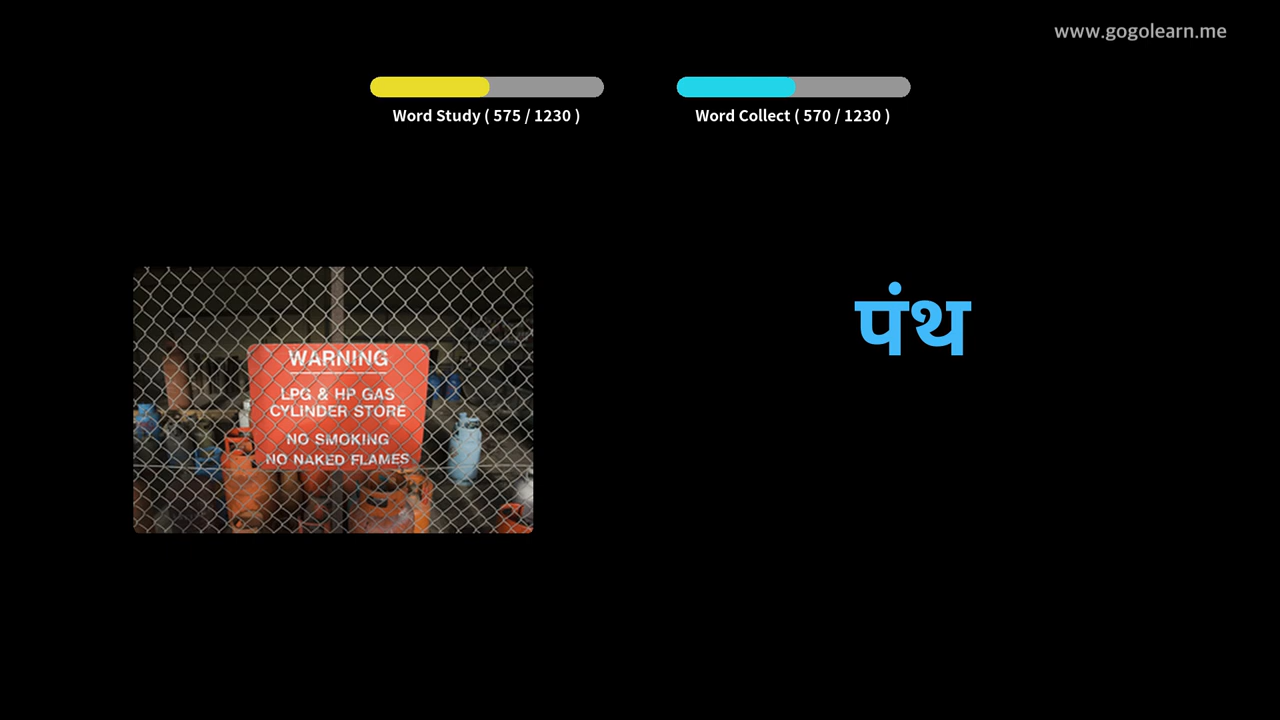 www.gogolearn.me
Word Study ( 575 / 1230 )
Word Collect ( 570 / 1230 )
WARNING
LPG & HP GAS
CYLINDER STORE
NO SMOKING
NO NAKED FLAMES
पंथ